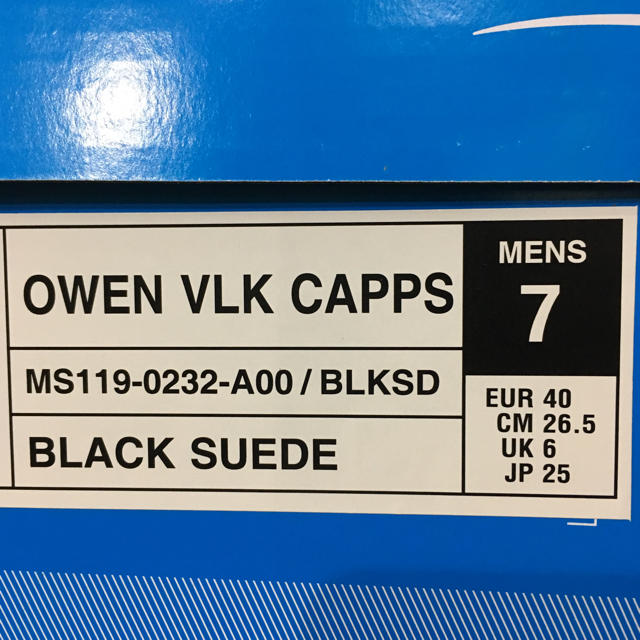 OWEN VLK CAPPS
MS119-0232-A00 / BLKSD
BLACK SUEDE
MENS
7
EUR 40
CM 26.5
UK 6
JP 25